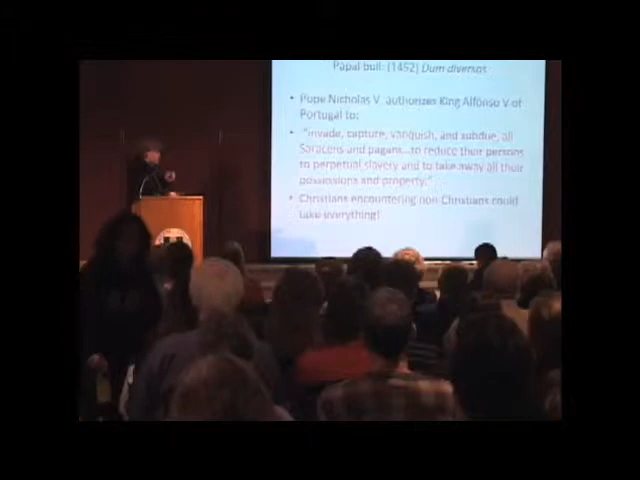 Papal bull: (1452) Dum diversos
• Pope Nicholas V. authorizes King Alfonso V of
Portugal to:
• "invade, capture, vanquish, and subdue, all
Saracens and pagans...to reduce their persons
to perpetual slavery and to take away all their
possessions and property."
• Christians encountering non-Christians could
take everything!